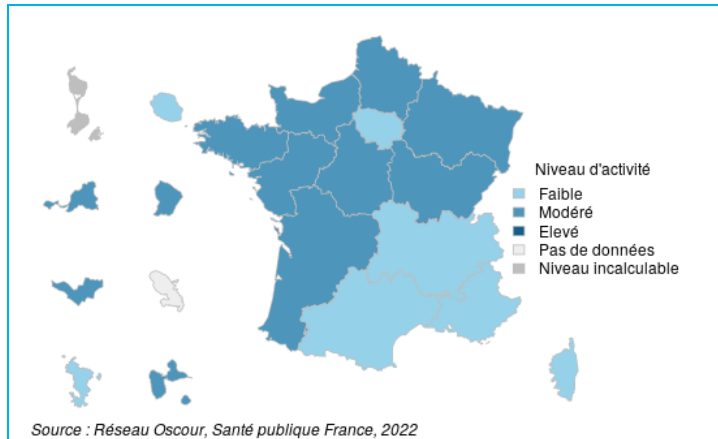 Niveau d'activité
Faible
Modéré
Elevé
Pas de données
Niveau incalculable
Source : Réseau Oscour, Santé publique France, 2022